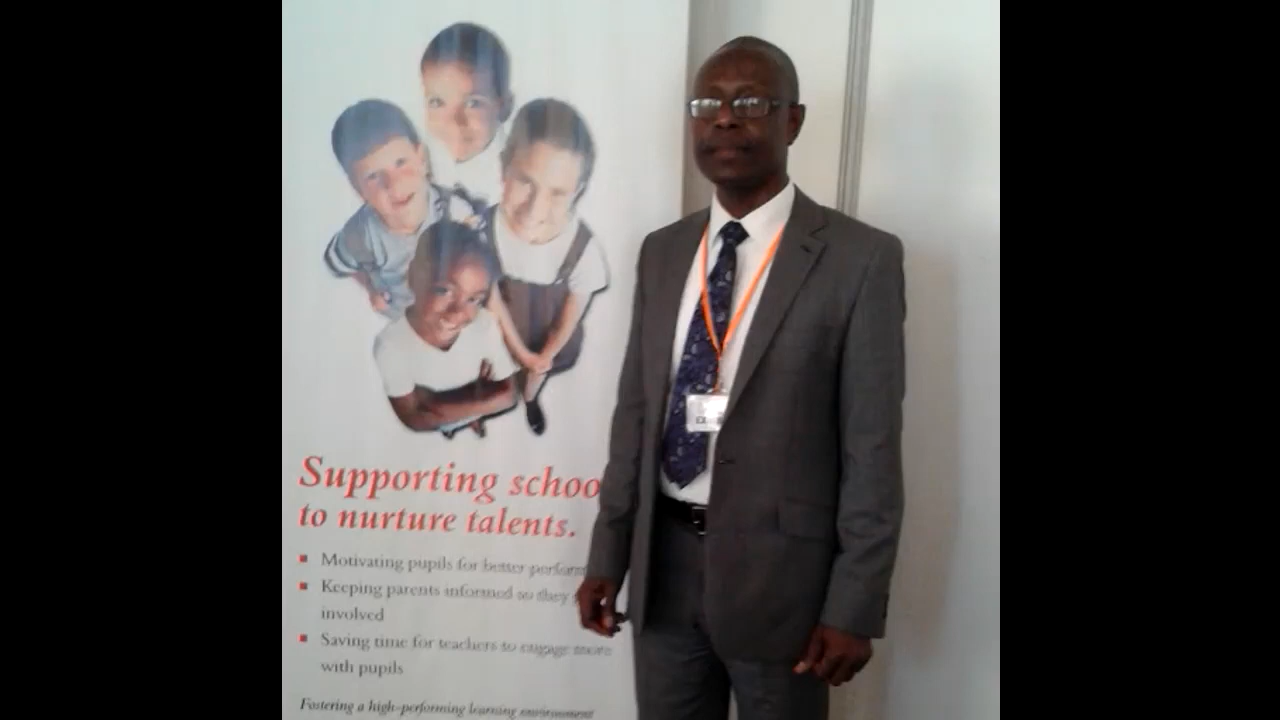 Supporting schoo
to nurture talents.
Motivating pupils for better perform
Keeping parents informed so they
involved
Saving time for teachers to engage more
with pupils
Fostering a high-performing learning environment